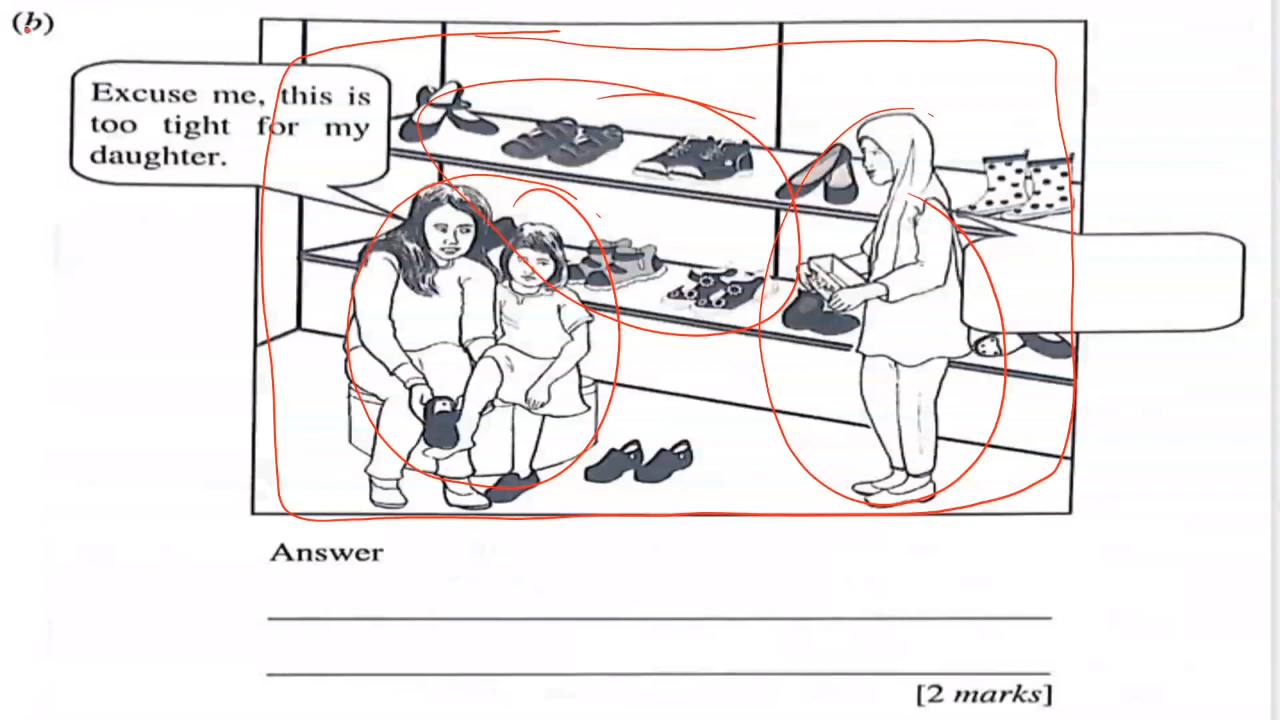 (b)
Excuse me, this is
too tight for my
daughter.
Answer
[2 marks]